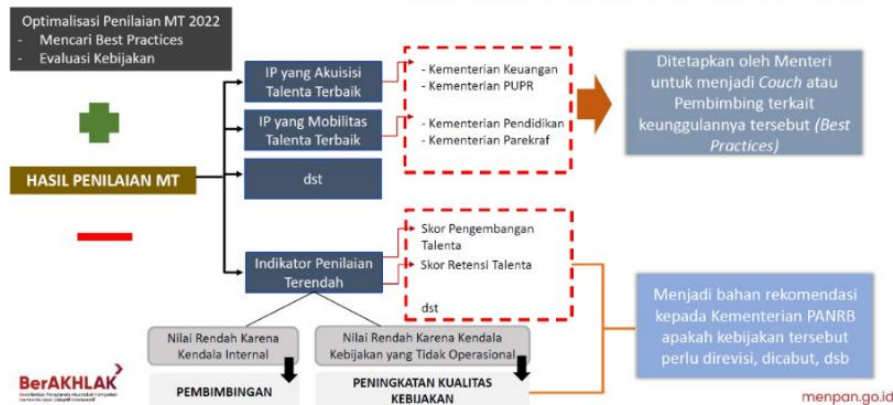 Optimalisasi Penilaian MT 2022
- Mencari Best Practices
- Evaluasi Kebijakan
HASIL PENILAIAN MT
IP yang Akuisisi
Talenta Terbaik
IP yang Mobilitas
Talenta Terbaik
dst
Indikator Penilaian
Terendah
- Kementerian Keuangan
- Kementerian PUPR
- Kementerian Pendidikan
- Kementerian Parekraf
Ditetapkan oleh Menteri
untuk menjadi Couch atau
Pembimbing terkait
keunggulannya tersebut (Best
Practices)
Skor Pengembangan
Talenta
Skor Retensi Talenta
dst
Nilai Rendah Karena
Kendala Internal
Nilai Rendah Karena Kendala
Kebijakan yang Tidak Operasional
PEMBIMBINGAN
PENINGKATAN KUALITAS
KEBIJAKAN
Menjadi bahan rekomendasi
kepada Kementerian PANRB
apakah kebijakan tersebut
perlu direvisi, dicabut, dsb
BerAKHLAK
menpan.go.id